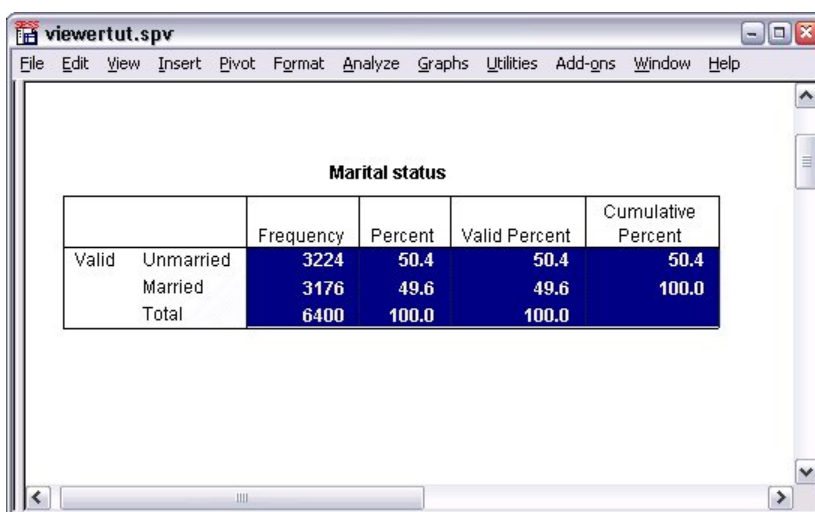 SPSS
viewertut.spv
File Edit View Insert Pivot Format Analyze Graphs Utilities Add-ons Window Help
Marital status
Cumulative
Frequency Percent Valid Percent Percent
Valid Unmarried 3224 50.4 50.4 50.4
Married 3176 49.6 49.6 100.0
Total 6400 100.0 100.0